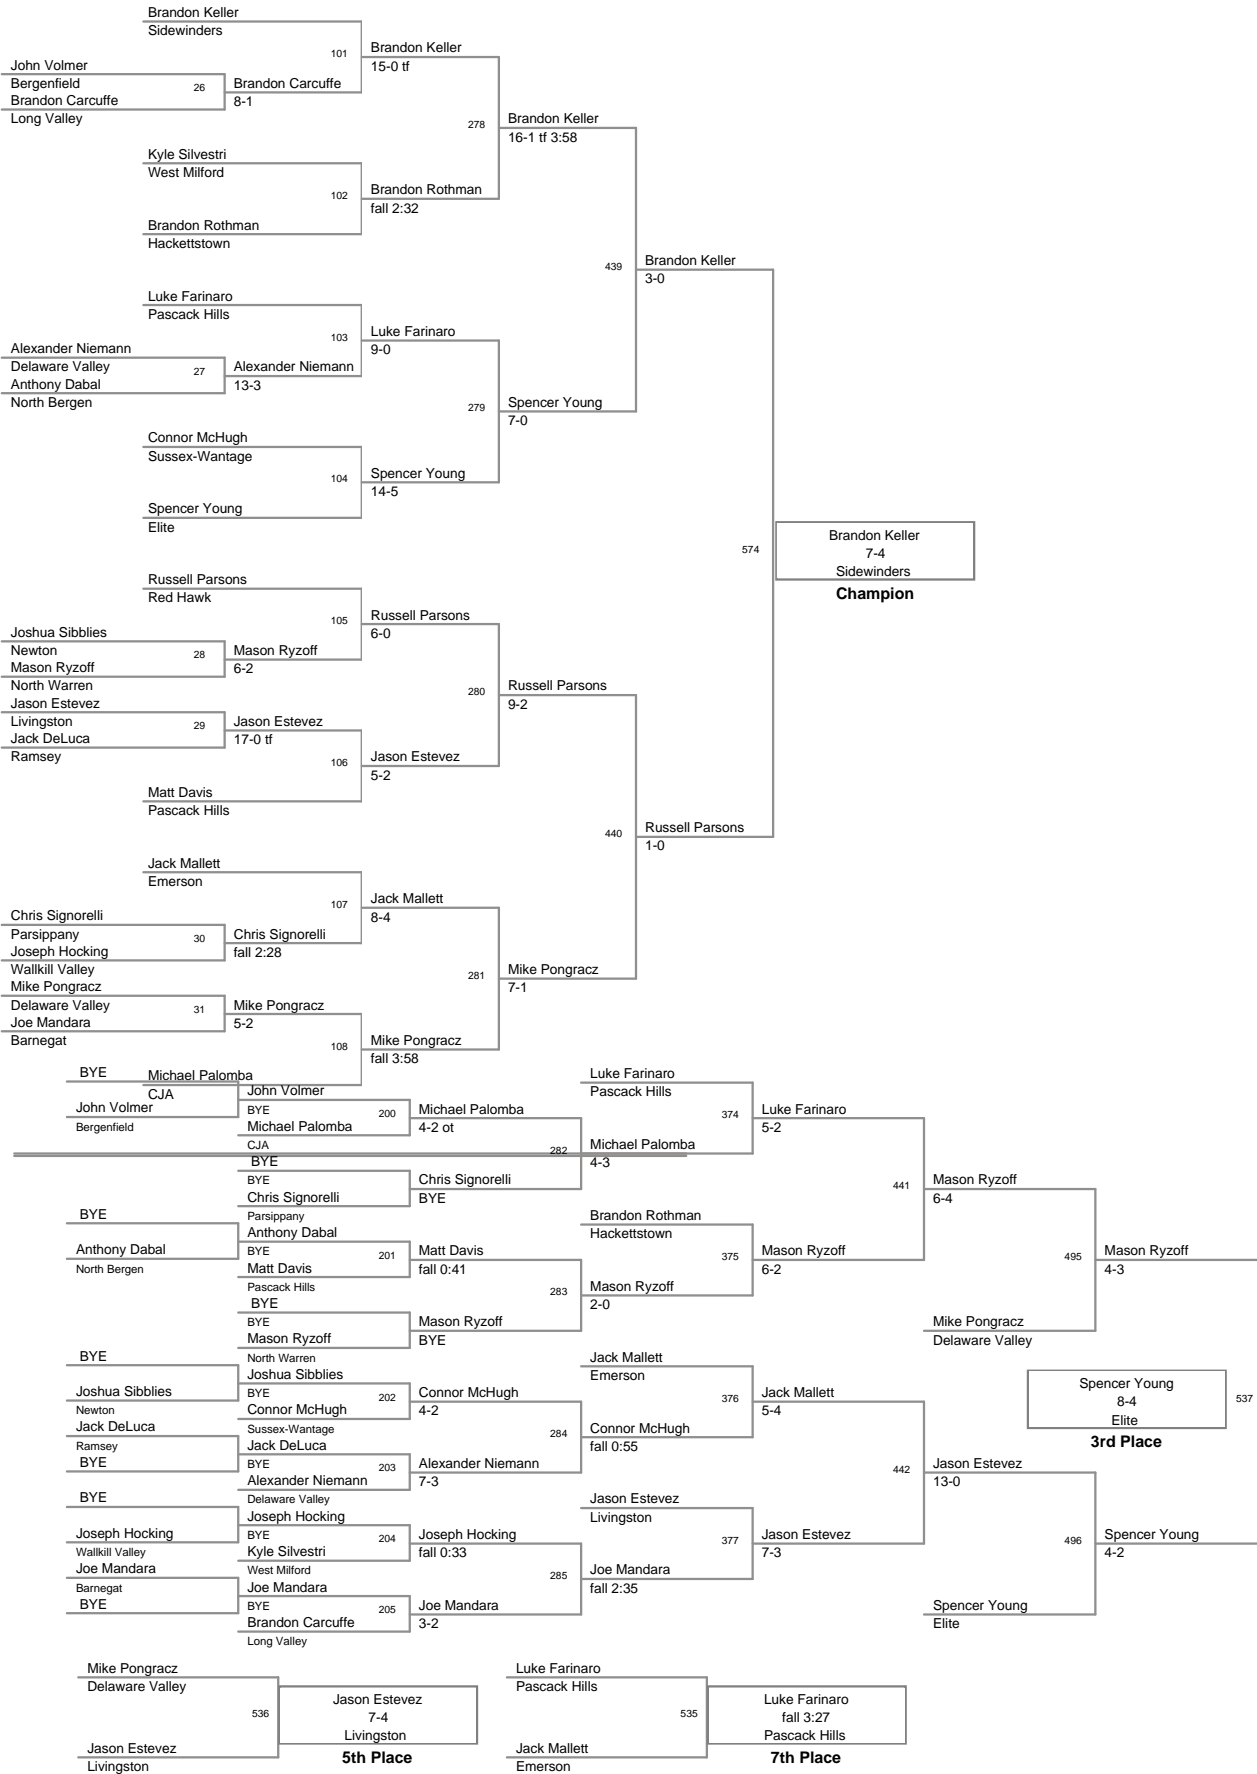 Brandon Keller
Sidewinders
101
Brandon Keller
15-0 tf
John Volmer
Bergenfield
26
Brandon Carcuffe
8-1
Brandon Carcuffe
Long Valley
278
Brandon Keller
16-1 tf 3:58
Kyle Silvestri
West Milford
102
Brandon Rothman
fall 2:32
Brandon Rothman
Hackettstown
439
Brandon Keller
3-0
Luke Farinaro
Pascack Hills
103
Luke Farinaro
9-0
Alexander Niemann
Delaware Valley
27
Alexander Niemann
13-3
Anthony Dabal
North Bergen
279
Spencer Young
7-0
Connor McHugh
Sussex-Wantage
104
Spencer Young
14-5
Spencer Young
Elite
574
Brandon Keller
7-4
Sidewinders
Champion
Russell Parsons
Red Hawk
105
Russell Parsons
6-0
Joshua Sibblies
Newton
28
Mason Ryzoff
6-2
Mason Ryzoff
North Warren
280
Russell Parsons
9-2
Jason Estevez
Livingston
29
Jason Estevez
17-0 tf
Jack DeLuca
Ramsey
106
Jason Estevez
5-2
Matt Davis
Pascack Hills
440
Russell Parsons
1-0
Jack Mallett
Emerson
107
Jack Mallett
8-4
Chris Signorelli
Parsippany
30
Chris Signorelli
fall 2:28
Joseph Hocking
Wallkill Valley
281
Mike Pongracz
7-1
Mike Pongracz
Delaware Valley
31
Mike Pongracz
5-2
Joe Mandara
Barnegat
108
Mike Pongracz
fall 3:58
Michael Palomba
CJA
BYE
John Volmer
Bergenfield
John Volmer
BYE
200
Michael Palomba
CJA
Michael Palomba
4-2 ot
BYE
BYE
Chris Signorelli
Parsippany
Chris Signorelli
BYE
282
Michael Palomba
4-3
Luke Farinaro
Pascack Hills
374
Luke Farinaro
5-2
BYE
Anthony Dabal
North Bergen
Anthony Dabal
BYE
201
Matt Davis
Pascack Hills
Matt Davis
fall 0:41
BYE
BYE
Mason Ryzoff
North Warren
Mason Ryzoff
BYE
283
Mason Ryzoff
2-0
Brandon Rothman
Hackettstown
375
Mason Ryzoff
6-2
441
Mason Ryzoff
6-4
Mike Pongracz
Delaware Valley
495
Mason Ryzoff
4-3
BYE
Joshua Sibblies
Newton
Joshua Sibblies
BYE
202
Connor McHugh
Sussex-Wantage
Connor McHugh
4-2
Jack DeLuca
Ramsey
BYE
Jack DeLuca
BYE
203
Alexander Niemann
Delaware Valley
Alexander Niemann
7-3
284
Connor McHugh
fall 0:55
Jack Mallett
Emerson
376
Jack Mallett
5-4
Spencer Young
8-4
Elite
3rd Place
537
BYE
Joseph Hocking
Wallkill Valley
Joseph Hocking
BYE
204
Kyle Silvestri
West Milford
Joseph Hocking
fall 0:33
Joe Mandara
Barnegat
BYE
Joe Mandara
BYE
205
Brandon Carcuffe
Long Valley
Joe Mandara
3-2
285
Joe Mandara
fall 2:35
Jason Estevez
Livingston
377
Jason Estevez
7-3
442
Jason Estevez
13-0
Spencer Young
Elite
496
Spencer Young
4-2
Mike Pongracz
Delaware Valley
536
Jason Estevez
Livingston
Jason Estevez
7-4
Livingston
5th Place
Luke Farinaro
Pascack Hills
535
Jack Mallett
Emerson
Luke Farinaro
fall 3:27
Pascack Hills
7th Place